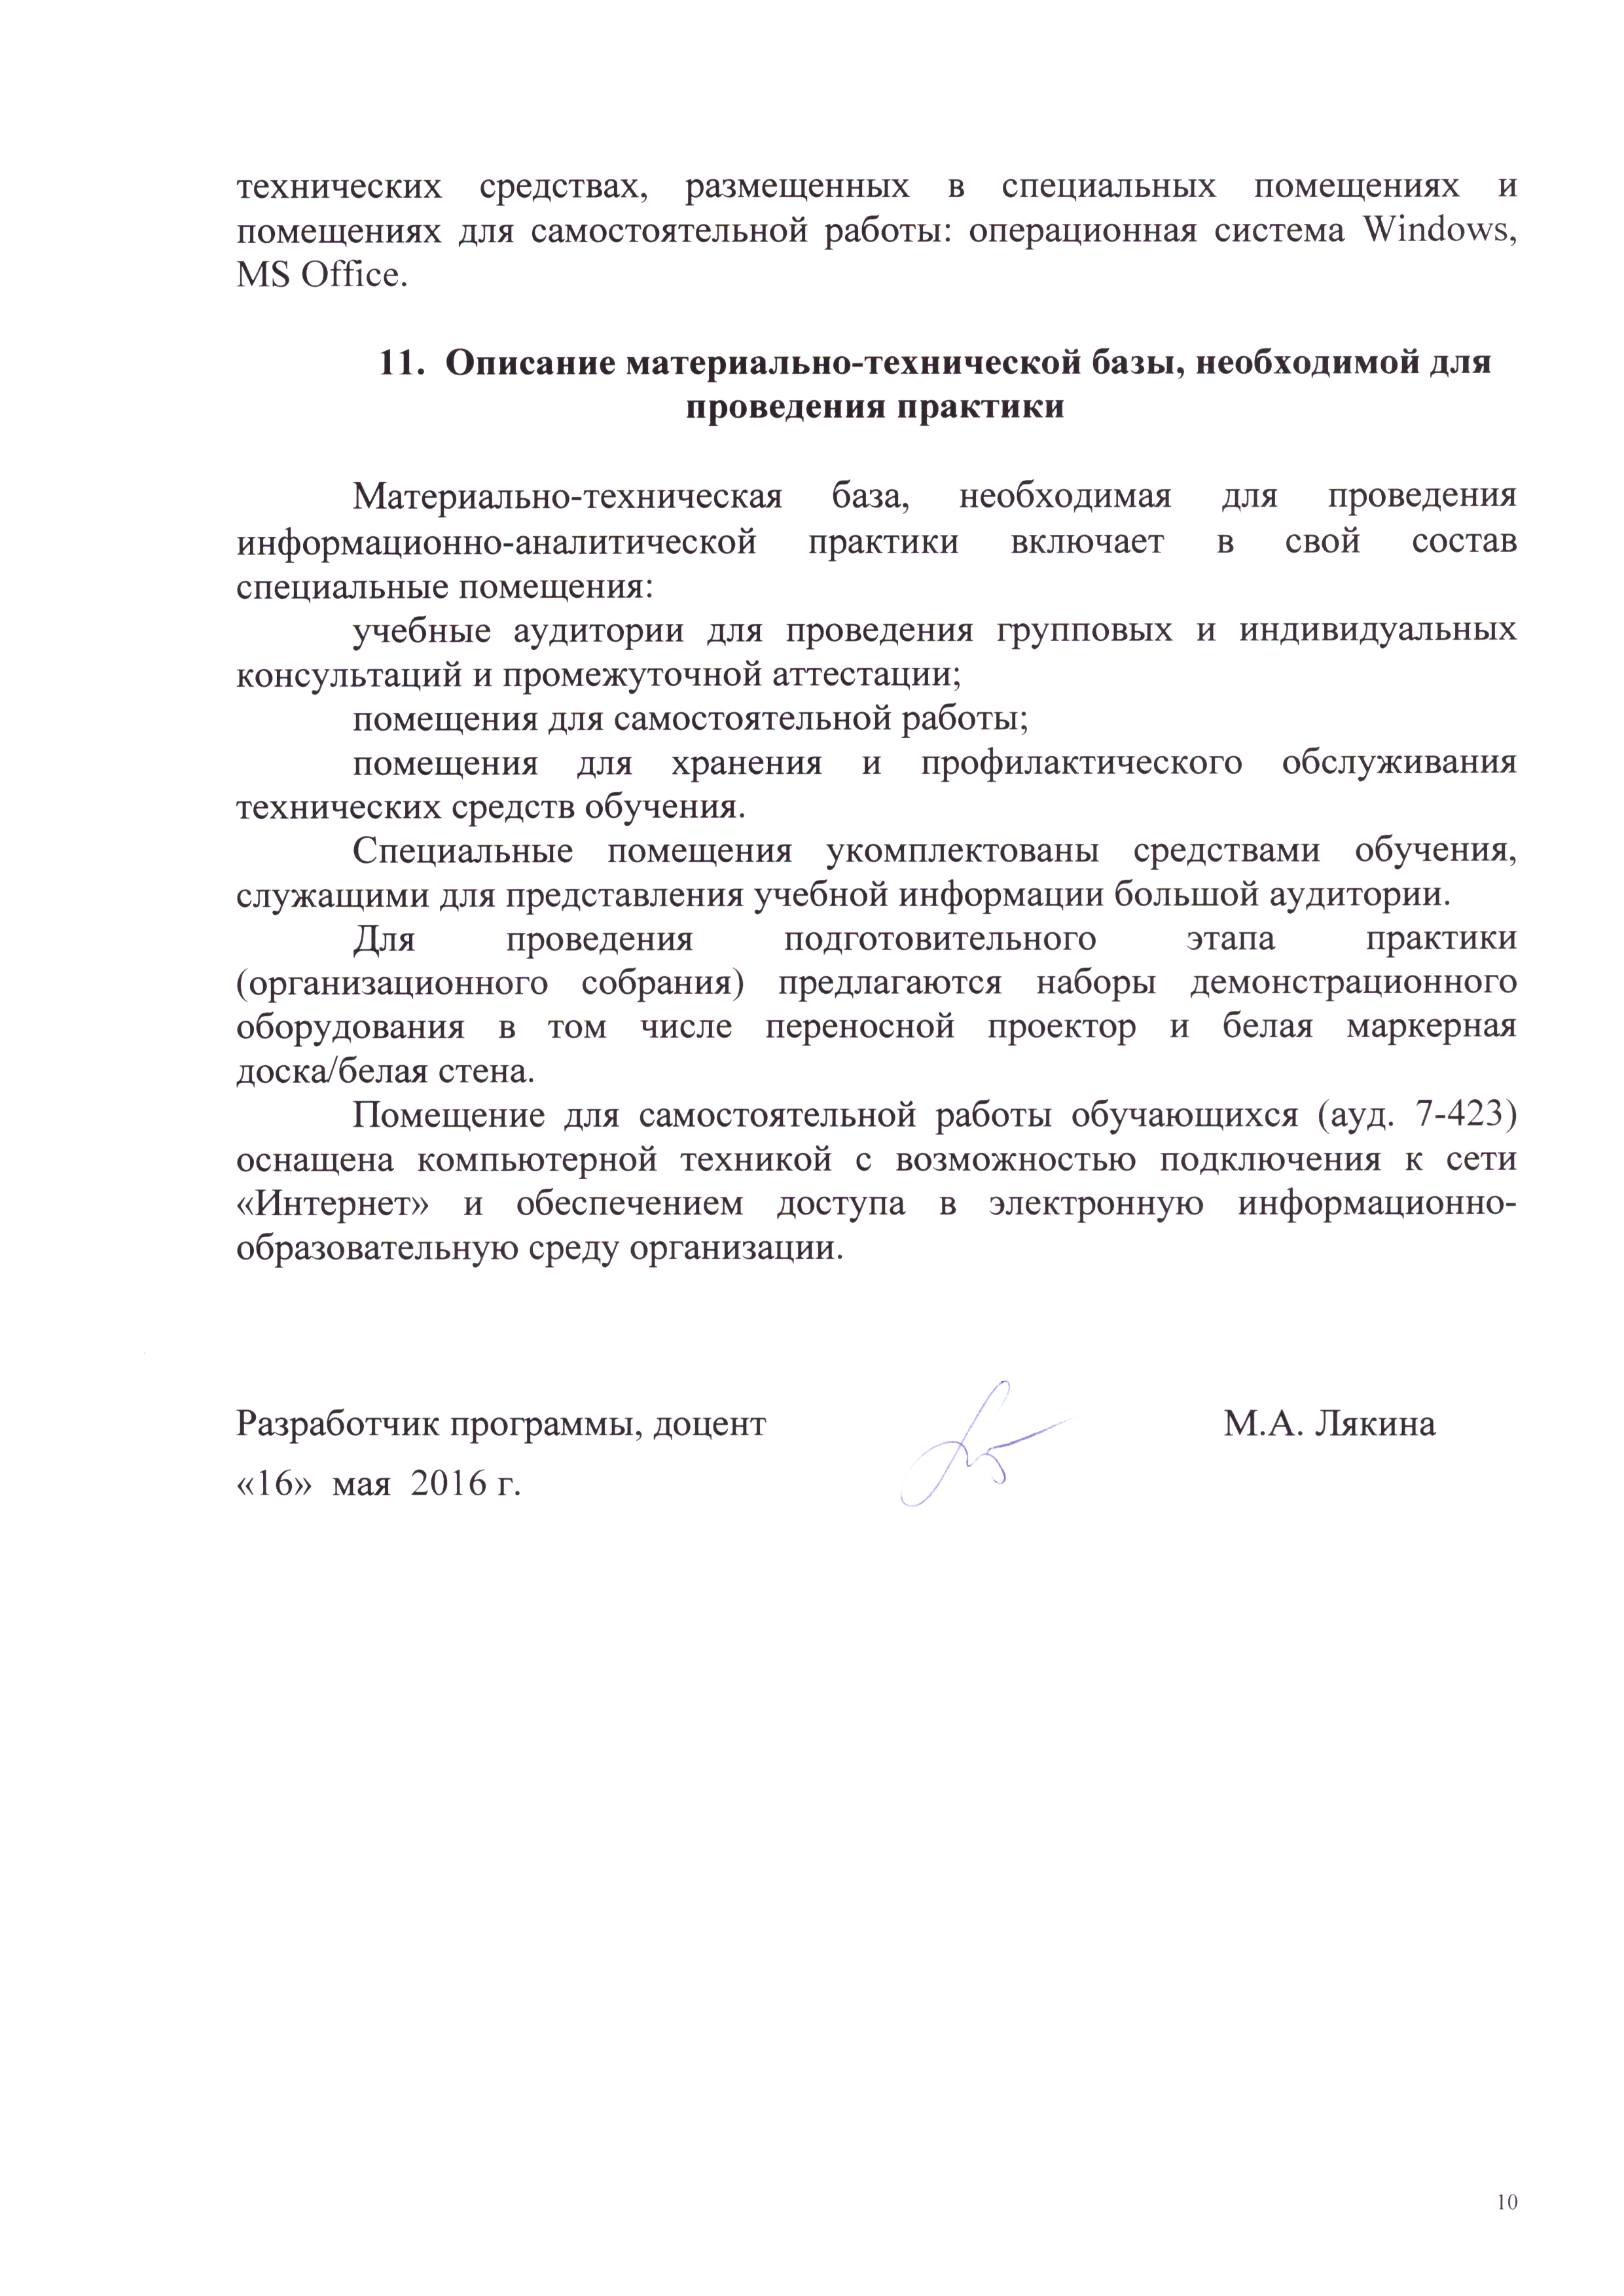 технических средствах, размещенных в специальных помещениях и
помещениях для самостоятельной работы: операционная система Windows,
MS Office.
11. Описание материально-технической базы, необходимой для
проведения практики
Материально-техническая база, необходимая для проведения
информационно-аналитической практики включает в свой состав
специальные помещения:
учебные аудитории для проведения групповых и индивидуальных
консультаций и промежуточной аттестации;
помещения для самостоятельной работы;
помещения для хранения и профилактического обслуживания
технических средств обучения.
Специальные помещения укомплектованы средствами обучения,
служащими для представления учебной информации большой аудитории.
Для проведения подготовительного этапа практики
(организационного собрания) предлагаются наборы демонстрационного
оборудования в том числе переносной проектор и белая маркерная
доска/белая стена.
Помещение для самостоятельной работы обучающихся (ауд. 7-423)
оснащена компьютерной техникой с возможностью подключения к сети
«Интернет» и обеспечением доступа в электронную информационно-
образовательную среду организации.
Разработчик программы, доцент М.А. Лякина
«16» мая 2016 г.
10